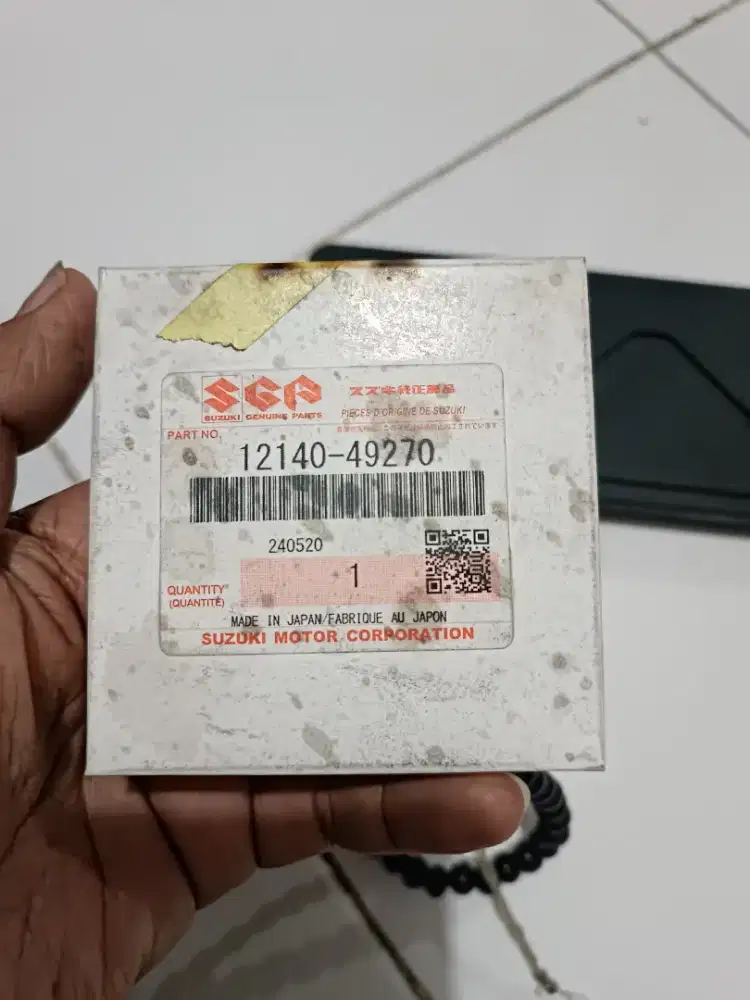 SGP
スズキ純正部品
SUZUKI GENUINE PARTS
PIECES D'ORIGINE DE SUZUKI
PART NO.
12140-49270
240520
QUANTITY
(QUANTITÉ)
1
MADE IN JAPAN/FABRIQUE AU JAPON
SUZUKI MOTOR CORPORATION